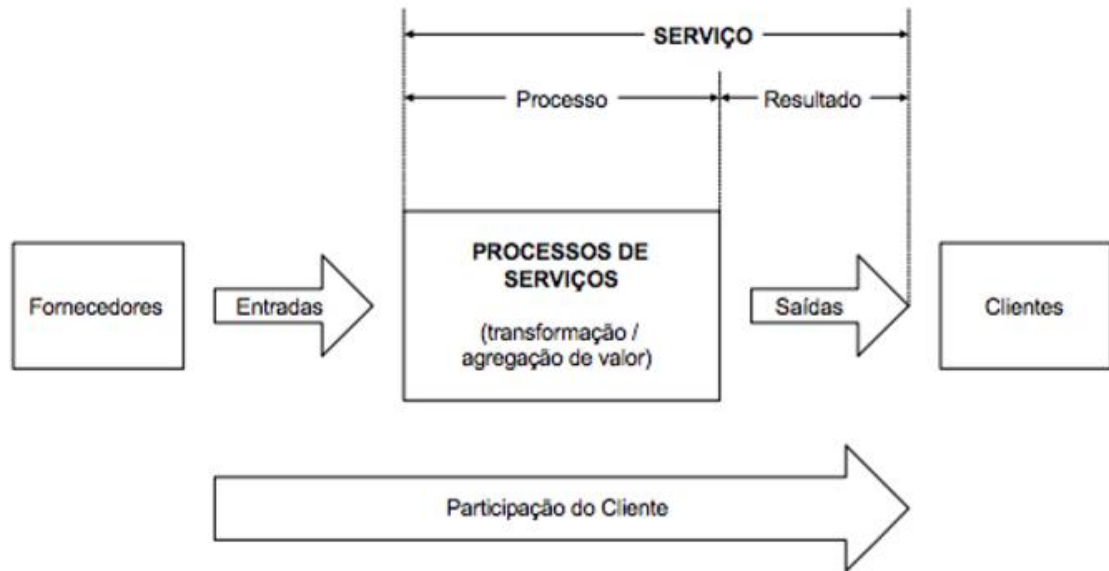 SERVIÇO
Processo
Resultado
PROCESSOS DE
SERVIÇOS
(transformação /
agregação de valor)
Fornecedores
Entradas
Saídas
Clientes
Participação do Cliente